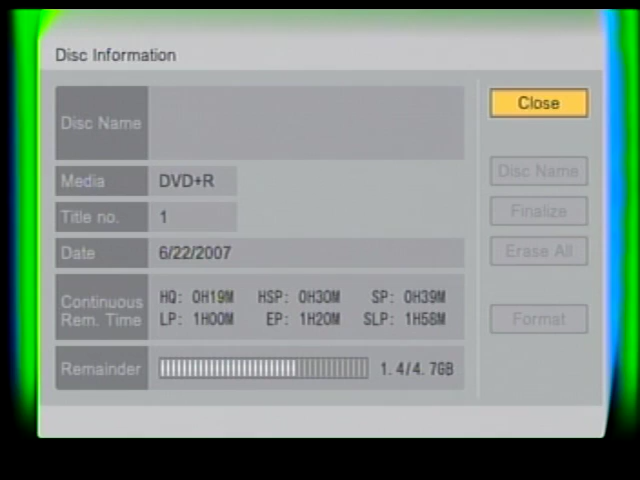 Disc Information
Close
Disc Name
Disc Name
Media DVD+R
Title no. 1
Finalize
Date 6/22/2007
Erase All
Continuous Rem. Time
HQ: 0H19M HSP: 0H30M SP: 0H39M
LP: 1H00M EP: 1H20M SLP: 1H58M
Format
Remainder 1.4/4.7GB